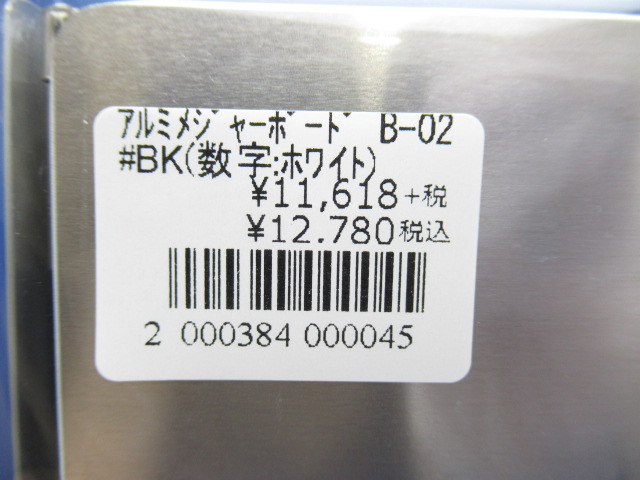 ｱﾙﾐﾒｼﾞｬｰﾎﾞｰﾄﾞ B-02
#BK(数字:ﾎﾜｲﾄ)
¥11,618+税
¥12.780税込
2 000384 000045